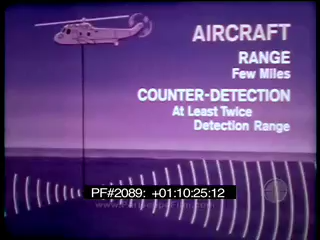 AIRCRAFT
RANGE
Few Miles
COUNTER-DETECTION
At Least Twice
Detection Range
PF#2089: +01:10:25:12